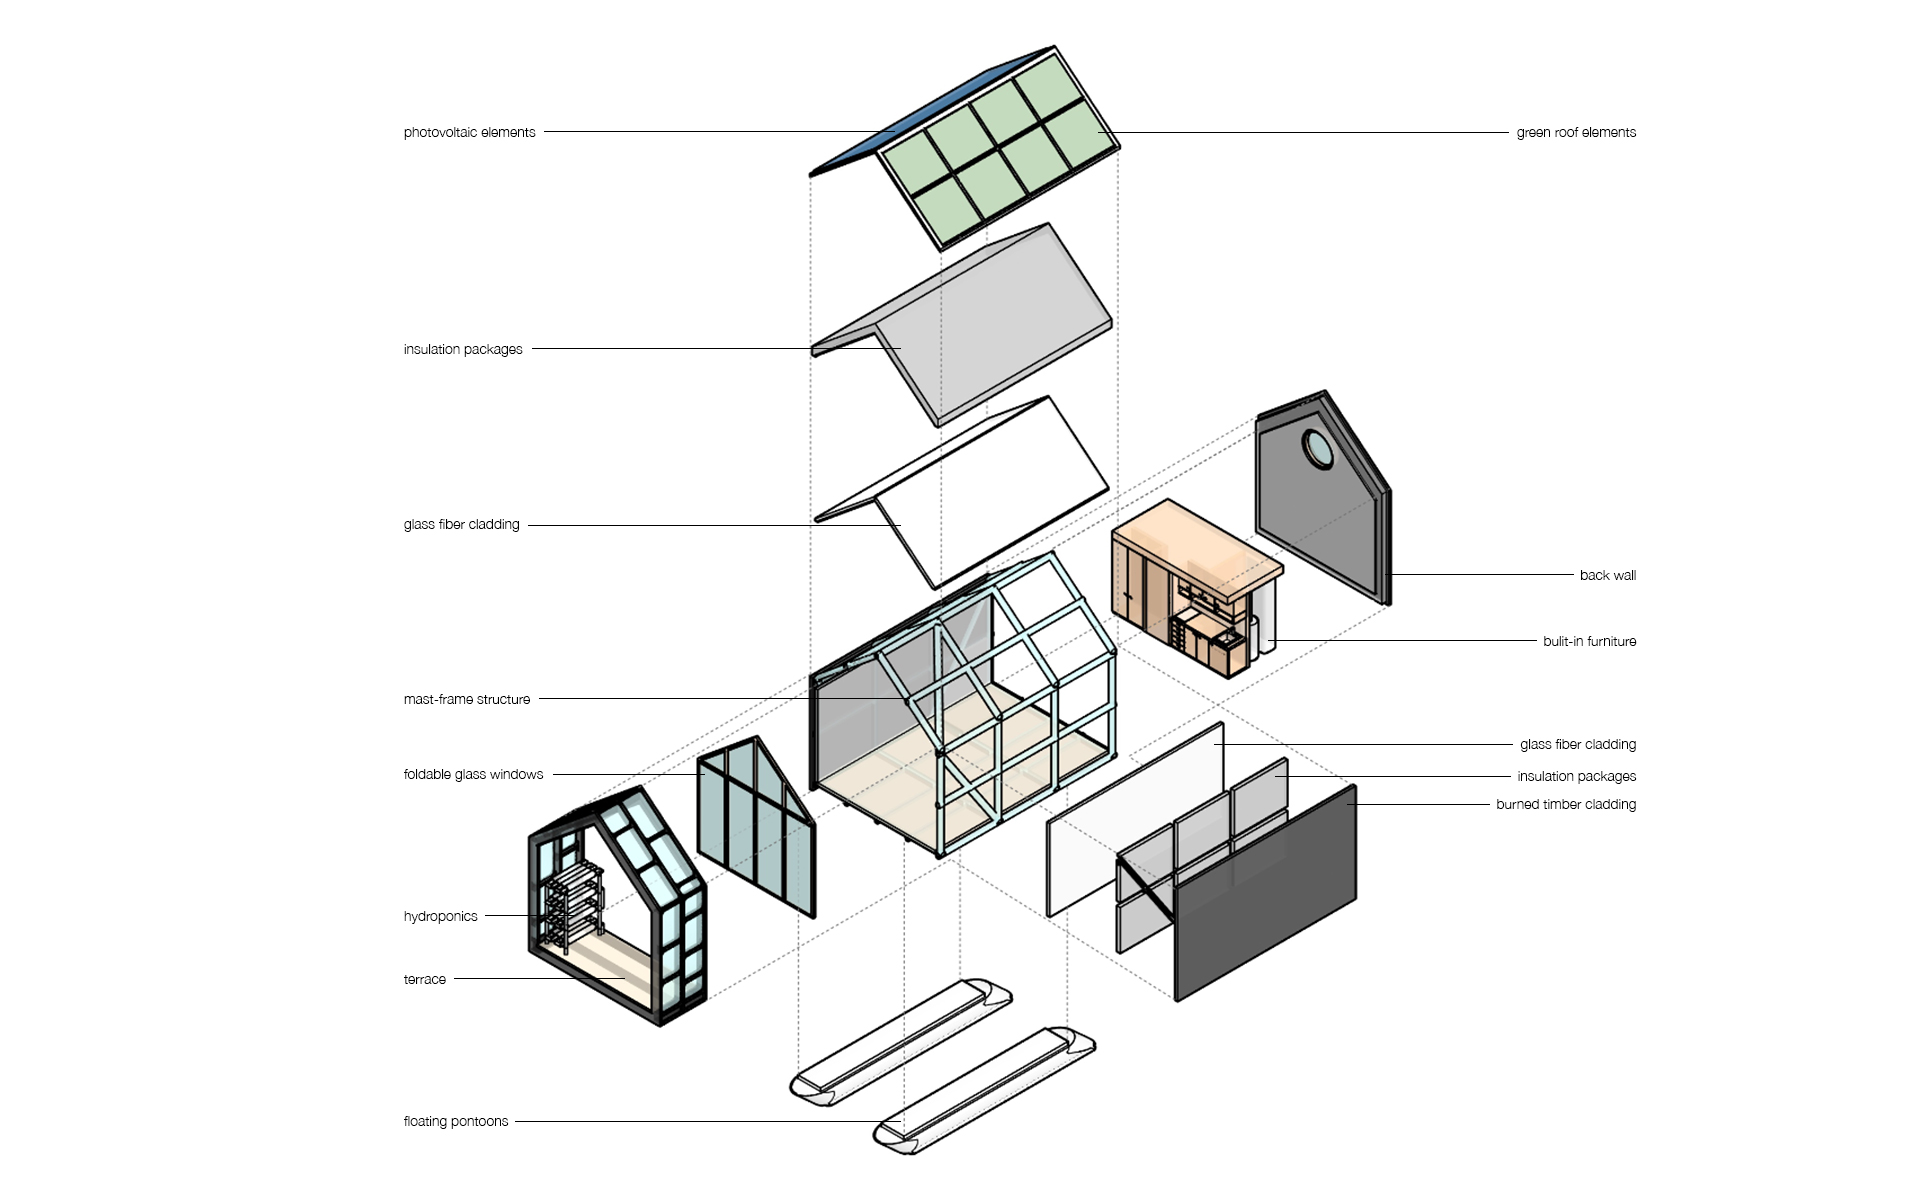 photovoltaic elements
green roof elements
insulation packages
glass fiber cladding
back wall
bulit-in furniture
mast-frame structure
glass fiber cladding
foldable glass windows
insulation packages
burned timber cladding
hydroponics
terrace
floating pontoons